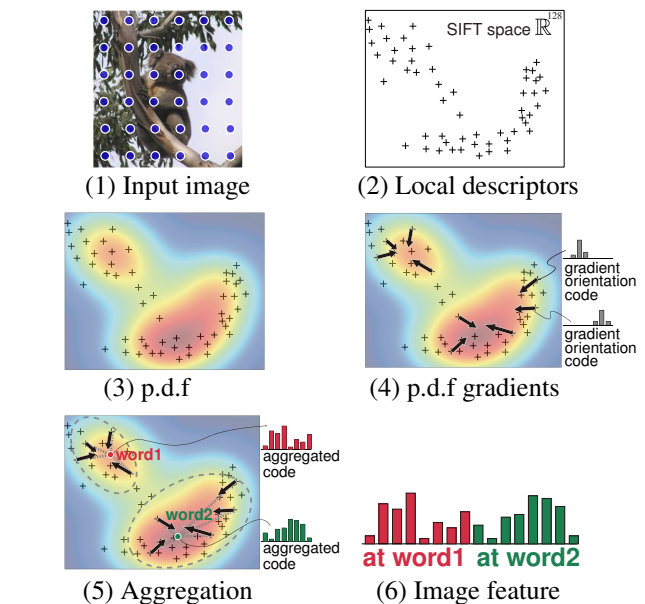 SIFT space ℝ128
(1) Input image
(2) Local descriptors
gradient
orientation
code
gradient
orientation
code
(3) p.d.f
(4) p.d.f gradients
word1
aggregated
code
word2
aggregated
code
at word1 at word2
(5) Aggregation
(6) Image feature